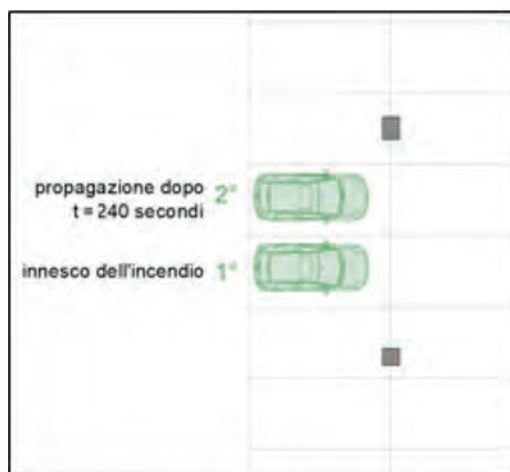 propagazione dopo 2°
t = 240 secondi
innesco dell'incendio 1°